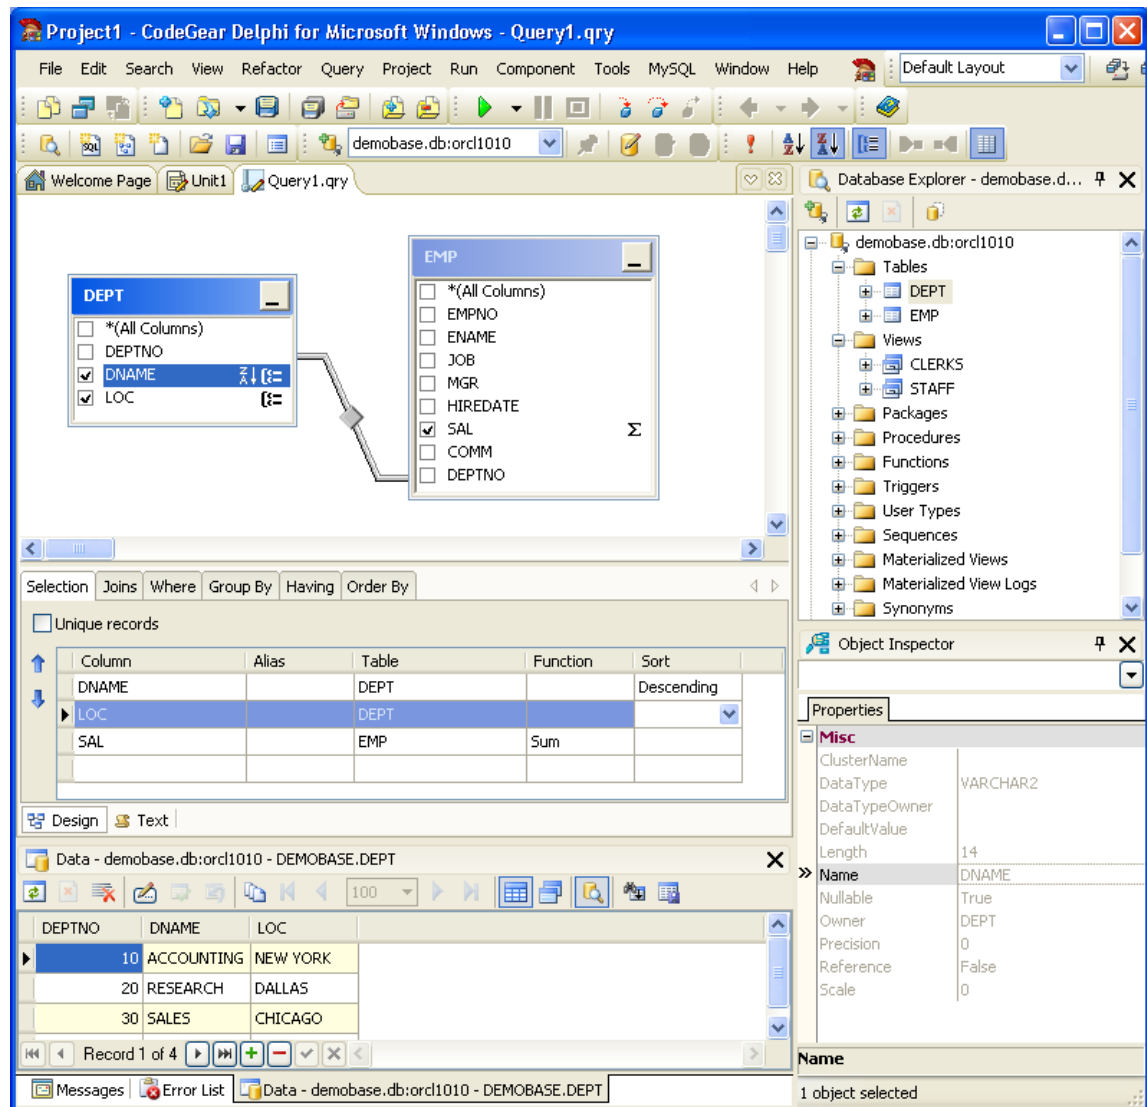 Project1 - CodeGear Delphi for Microsoft Windows - Query1.qry
File Edit Search View Refactor Query Project Run Component Tools MySQL Window Help Default Layout
SQL demobase.db:orcl1010
Welcome Page Unit1 Query1.qry
DEPT
*(All Columns)
DEPTNO
DNAME
LOC
EMP
*(All Columns)
EMPNO
ENAME
JOB
MGR
HIREDATE
SAL Σ
COMM
DEPTNO
Selection Joins Where Group By Having Order By
Unique records
Column Alias Table Function Sort
DNAME DEPT Descending
LOC DEPT
SAL EMP Sum
Design Text
Data - demobase.db:orcl1010 - DEMOBASE.DEPT
100
DEPTNO DNAME LOC
10 ACCOUNTING NEW YORK
20 RESEARCH DALLAS
30 SALES CHICAGO
Record 1 of 4
Messages Error List Data - demobase.db:orcl1010 - DEMOBASE.DEPT
Database Explorer - demobase.d...
demobase.db:orcl1010
Tables
DEPT
EMP
Views
CLERKS
STAFF
Packages
Procedures
Functions
Triggers
User Types
Sequences
Materialized Views
Materialized View Logs
Synonyms
Object Inspector
Properties
Misc
ClusterName
DataType VARCHAR2
DataTypeOwner
DefaultValue
Length 14
Name DNAME
Nullable True
Owner DEPT
Precision 0
Reference False
Scale 0
Name
1 object selected